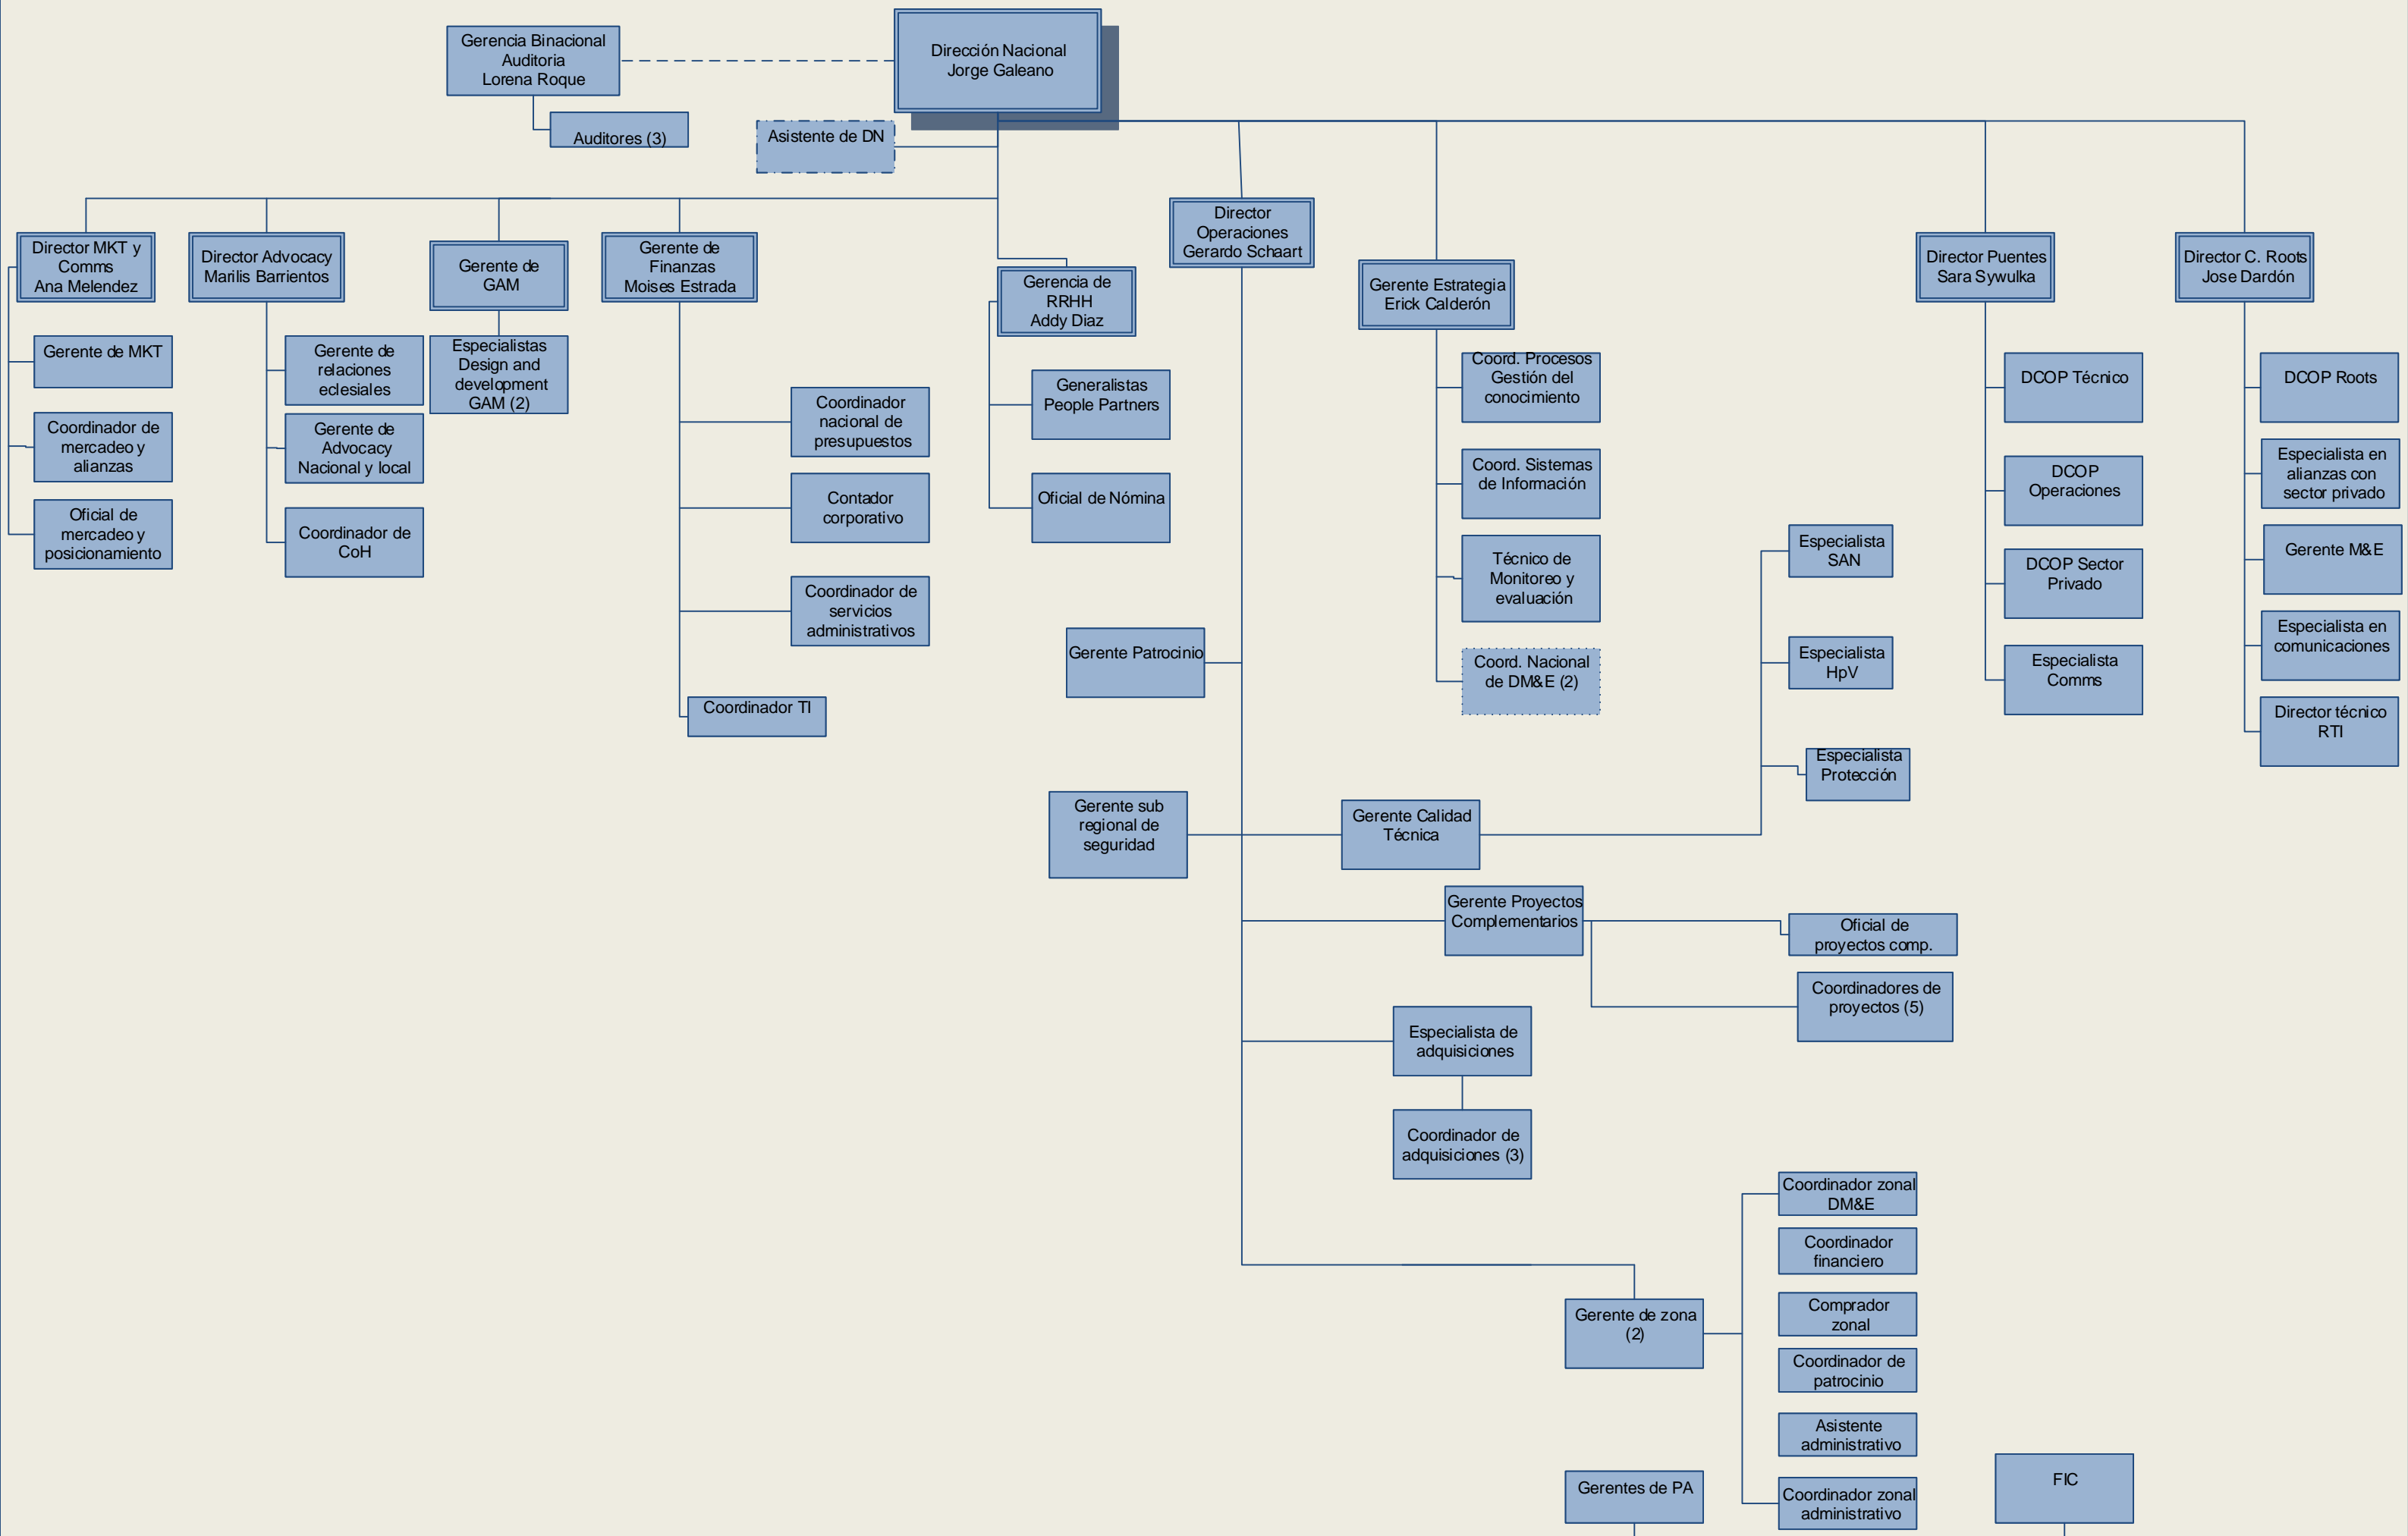 Gerencia Binacional
Auditoria
Lorena Roque
Dirección Nacional
Jorge Galeano
Auditores (3)
Asistente de DN
Director MKT y
Comms
Ana Melendez
Gerente de MKT
Coordinador de
mercadeo y
alianzas
Oficial de
mercadeo y
posicionamiento
Director Advocacy
Marilis Barrientos
Gerente de
relaciones
eclesiales
Gerente de
Advocacy
Nacional y local
Coordinador de
CoH
Gerente de
GAM
Especialistas
Design and
development
GAM (2)
Gerente de
Finanzas
Moises Estrada
Coordinador
nacional de
presupuestos
Contador
corporativo
Coordinador de
servicios
administrativos
Coordinador TI
Gerencia de
RRHH
Addy Diaz
Generalistas
People Partners
Oficial de Nómina
Director
Operaciones
Gerardo Schaart
Gerente Patrocinio
Gerente sub
regional de
seguridad
Gerente Calidad
Técnica
Especialista
SAN
Especialista
HpV
Especialista
Protección
Gerente Proyectos
Complementarios
Oficial de
proyectos comp.
Coordinadores de
proyectos (5)
Especialista de
adquisiciones
Coordinador de
adquisiciones (3)
Gerente de zona
(2)
Coordinador zonal
DM&E
Coordinador
financiero
Comprador
zonal
Coordinador de
patrocinio
Asistente
administrativo
Coordinador zonal
administrativo
Gerentes de PA
FIC
Gerente Estrategia
Erick Calderón
Coord. Procesos
Gestión del
conocimiento
Coord. Sistemas
de Información
Técnico de
Monitoreo y
evaluación
Coord. Nacional
de DM&E (2)
Director Puentes
Sara Sywulka
DCOP Técnico
DCOP
Operaciones
DCOP Sector
Privado
Especialista
Comms
Director C. Roots
Jose Dardón
DCOP Roots
Especialista en
alianzas con
sector privado
Gerente M&E
Especialista en
comunicaciones
Director técnico
RTI